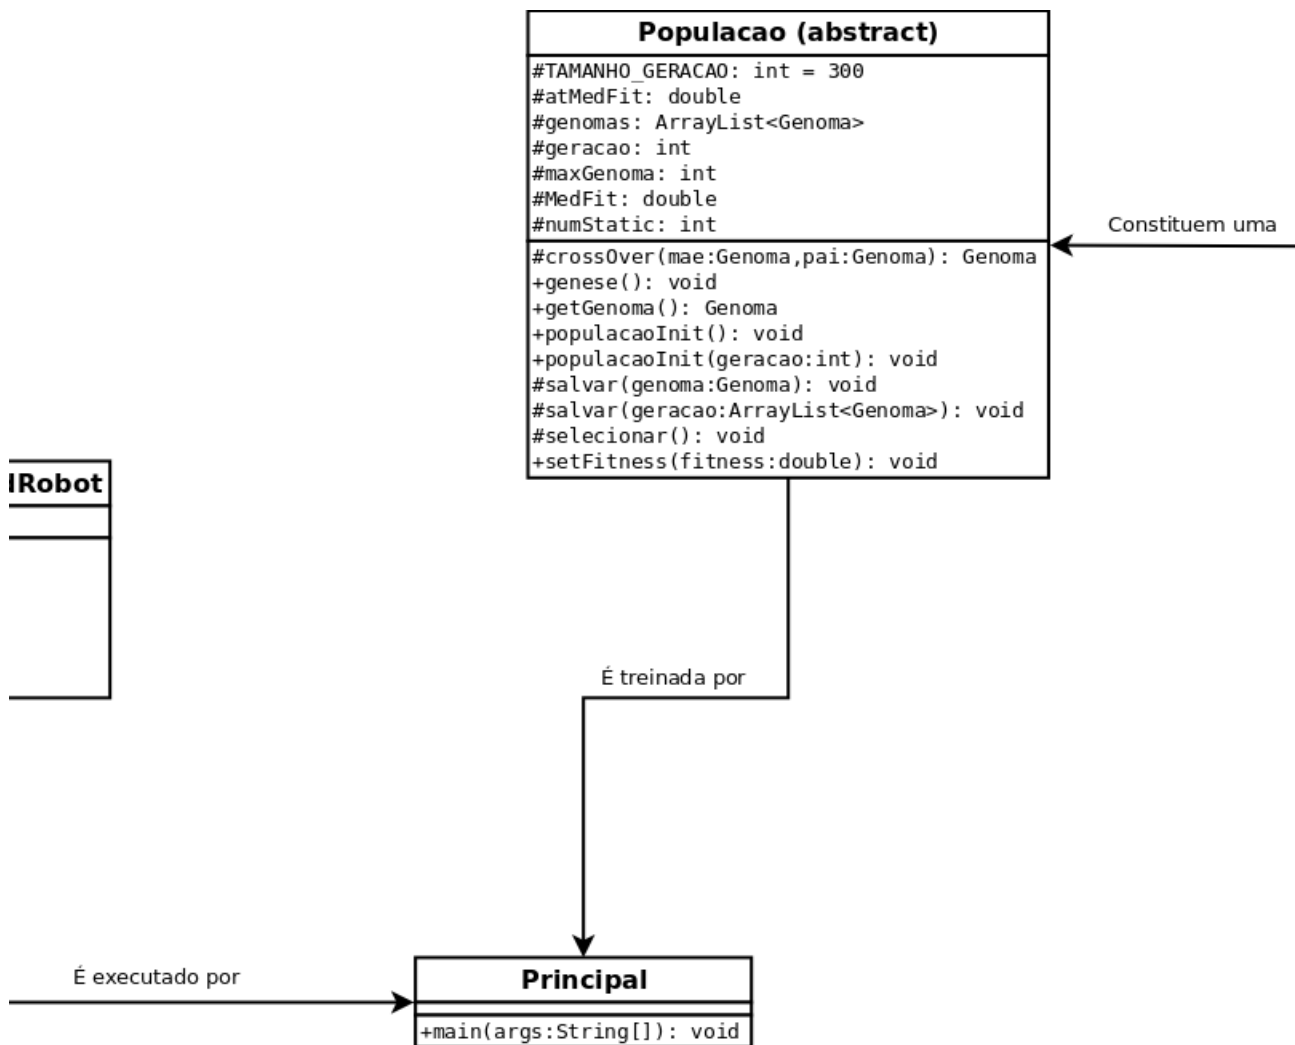 Populacao (abstract)
#TAMANHO_GERACAO: int = 300
#atMedFit: double
#genomas: ArrayList<Genoma>
#geracao: int
#maxGenoma: int
#MedFit: double
#numStatic: int
#crossOver(mae:Genoma,pai:Genoma): Genoma
+genese(): void
+getGenoma(): Genoma
+populacaoInit(): void
+populacaoInit(geracao:int): void
#salvar(genoma:Genoma): void
#salvar(geracao:ArrayList<Genoma>): void
#selecionar(): void
+setFitness(fitness:double): void
Constituem uma
dRobot
É treinada por
É executado por
Principal
+main(args:String[]): void